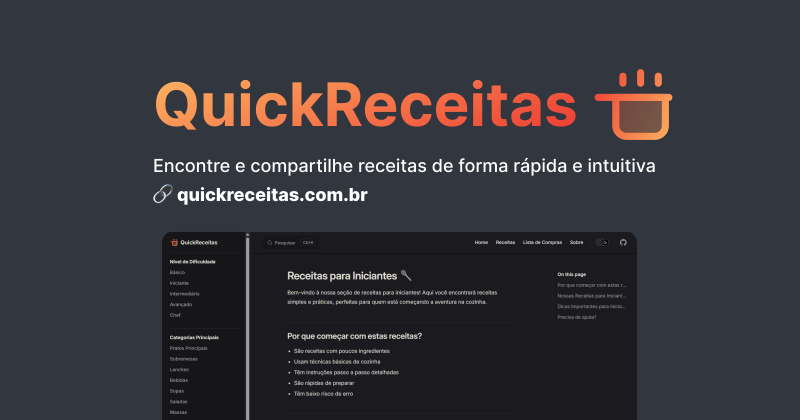 QuickReceitas
Encontre e compartilhe receitas de forma rápida e intuitiva
quickreceitas.com.br
QuickReceitas
Pesquisar
Ctrl K
Home
Receitas
Lista de Compras
Sobre
Nível de Dificuldade
Básico
Iniciante
Intermediário
Avançado
Chef
Categorias Principais
Pratos Principais
Sobremesas
Lanches
Bebidas
Sopas
Saladas
Massas
Receitas para Iniciantes
Bem-vindo à nossa seção de receitas para iniciantes! Aqui você encontrará receitas
simples e práticas, perfeitas para quem está começando a aventura na cozinha.
Por que começar com estas receitas?
• São receitas com poucos ingredientes
• Usam técnicas básicas de cozinha
• Têm instruções passo a passo detalhadas
• São rápidas de preparar
• Têm baixo risco de erro
On this page
Por que começar com estas r...
Nossas Receitas para Iniciant...
Dicas Importantes para Inicia...
Precisa de ajuda?